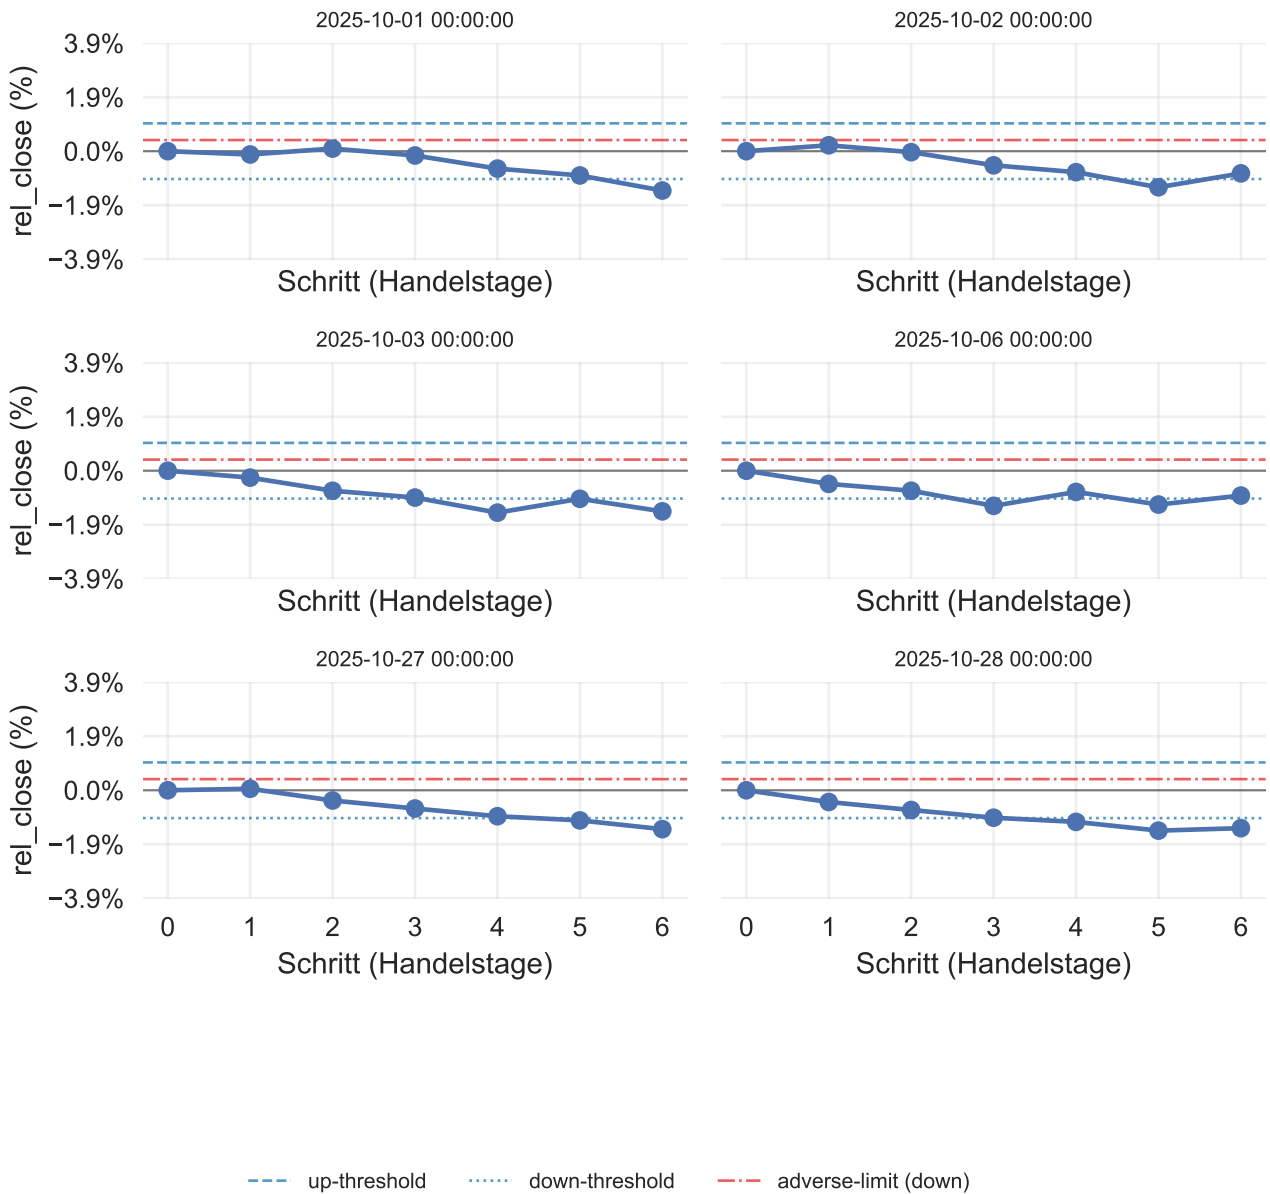 2025-10-01 00:00:00
2025-10-02 00:00:00
3.9%
1.9%
0.0%
−1.9%
−3.9%
rel_close (%)
Schritt (Handelstage)
Schritt (Handelstage)
2025-10-03 00:00:00
2025-10-06 00:00:00
3.9%
1.9%
0.0%
−1.9%
−3.9%
rel_close (%)
Schritt (Handelstage)
Schritt (Handelstage)
2025-10-27 00:00:00
2025-10-28 00:00:00
3.9%
1.9%
0.0%
−1.9%
−3.9%
rel_close (%)
0 1 2 3 4 5 6
0 1 2 3 4 5 6
Schritt (Handelstage)
Schritt (Handelstage)
up-threshold down-threshold adverse-limit (down)